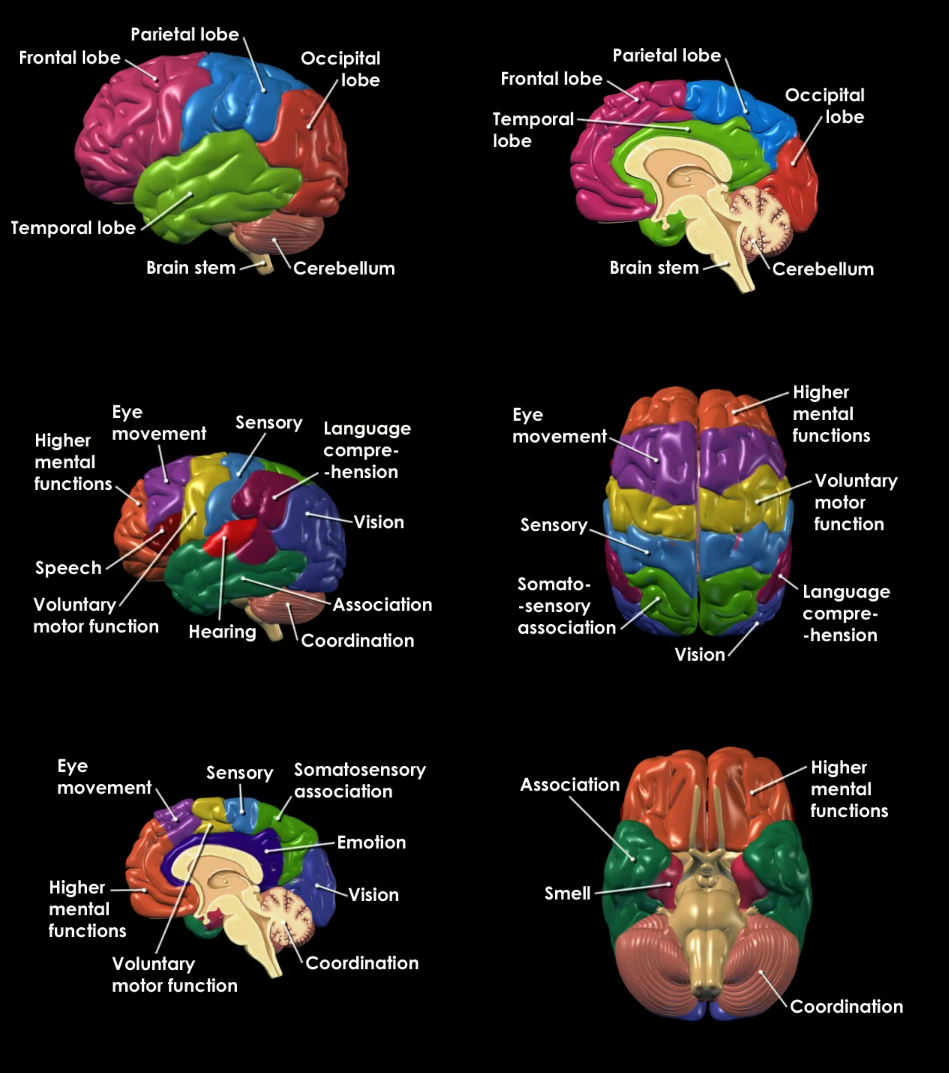 Parietal lobe
Frontal lobe
Occipital
lobe
Temporal lobe
Brain stem
Cerebellum
Parietal lobe
Frontal lobe
Occipital
lobe
Temporal
lobe
Brain stem
Cerebellum
Eye
movement
Sensory
Language
compre-
-hension
Higher
mental
functions
Vision
Speech
Voluntary
motor function
Hearing
Association
Coordination
Higher
mental
functions
Eye
movement
Voluntary
motor
function
Sensory
Somato-
-sensory
association
Language
compre-
-hension
Vision
Eye
movement
Sensory
Somatosensory
association
Emotion
Higher
mental
functions
Vision
Voluntary
motor function
Coordination
Association
Higher
mental
functions
Smell
Coordination